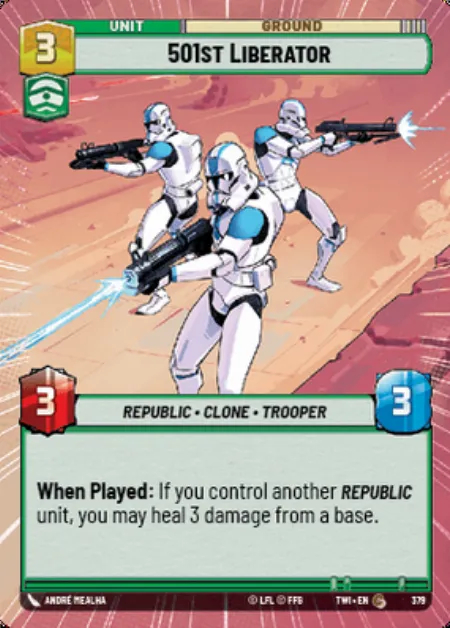 UNIT
GROUND
3
501ST LIBERATOR
3
REPUBLIC • CLONE • TROOPER
3
When Played: If you control another REPUBLIC
unit, you may heal 3 damage from a base.
ANDRÉ MEALHA
© LFL © FFG
TWI • EN
379